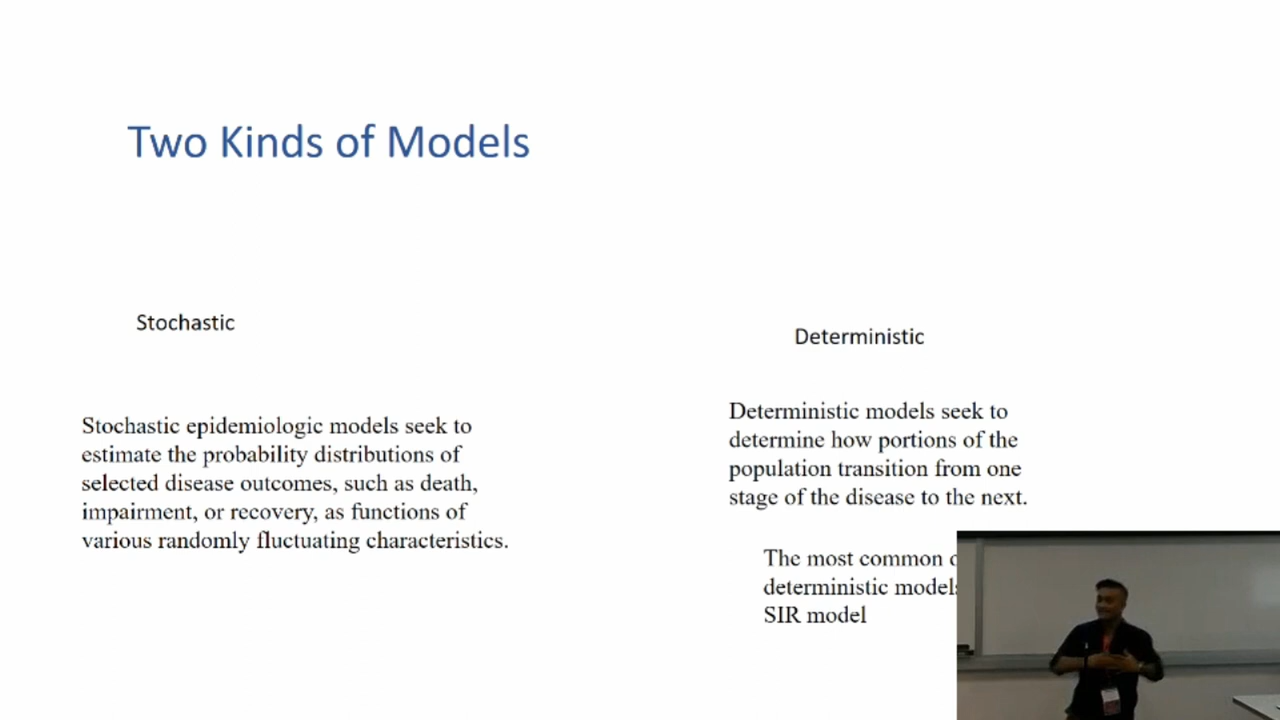 Two Kinds of Models
Stochastic
Stochastic epidemiologic models seek to
estimate the probability distributions of
selected disease outcomes, such as death,
impairment, or recovery, as functions of
various randomly fluctuating characteristics.
Deterministic
Deterministic models seek to
determine how portions of the
population transition from one
stage of the disease to the next.
The most common
deterministic models
SIR model